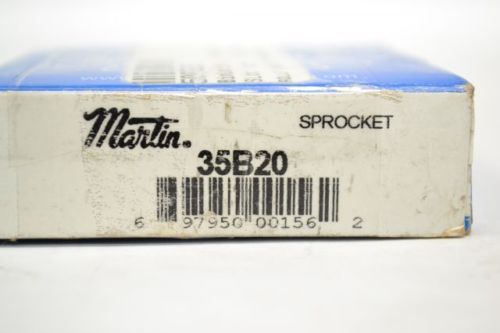 Martin.
SPROCKET
35B20
6 97950 00156 2